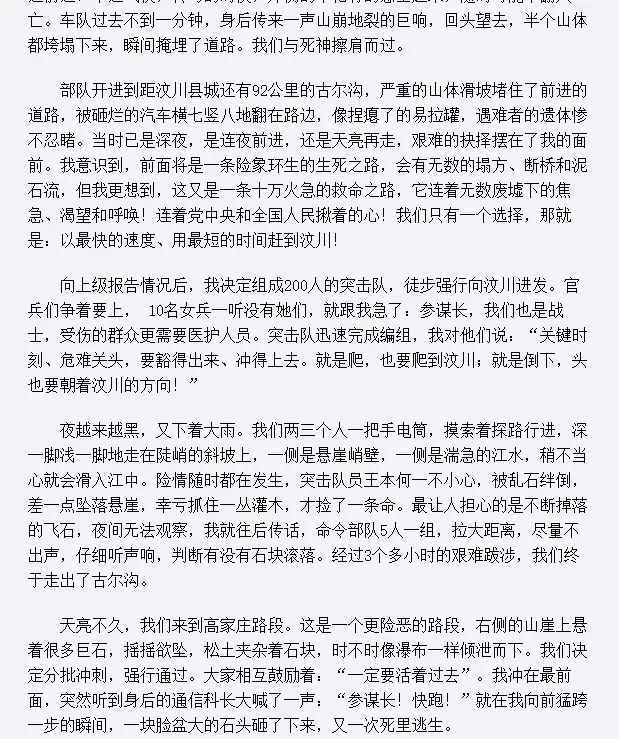 亡。车队过去不到一分钟，身后传来一声山崩地裂的巨响，回头望去，半个山体
都垮塌下来，瞬间掩埋了道路。我们与死神擦肩而过。
部队开进到距汶川县城还有92公里的古尔沟，严重的山体滑坡堵住了前进的
道路，被砸烂的汽车横七竖八地翻在路边，像捏瘪了的易拉罐，遇难者的遗体惨
不忍睹。当时已是深夜，是连夜前进，还是天亮再走，艰难的抉择摆在了我的面
前。我意识到，前面将是一条险象环生的生死之路，会有无数的塌方、断桥和泥
石流，但我更想到，这又是一条十万火急的救命之路，它连着无数废墟下的焦
急、渴望和呼唤！连着党中央和全国人民揪着的心！我们只有一个选择，那就
是：以最快的速度、用最短的时间赶到汶川！
向上级报告情况后，我决定组成200人的突击队，徒步强行向汶川进发。官
兵们争着要上， 10名女兵一听没有她们，就跟我急了：参谋长，我们也是战
士，受伤的群众更需要医护人员。突击队迅速完成编组，我对他们说：“关键时
刻、危难关头，要豁得出来、冲得上去。就是爬，也要爬到汶川；就是倒下，头
也要朝着汶川的方向！”
夜越来越黑，又下着大雨。我们两三个人一把手电筒，摸索着探路行进，深
一脚浅一脚地走在陡峭的斜坡上，一侧是悬崖峭壁，一侧是湍急的江水，稍不当
心就会滑入江中。险情随时都在发生，突击队员王本何一不小心，被乱石绊倒，
差一点坠落悬崖，幸亏抓住一丛灌木，才捡了一条命。最让人担心的是不断掉落
的飞石，夜间无法观察，我就往后传话，命令部队5人一组，拉大距离，尽量不
出声，仔细听声响，判断有没有石块滚落。经过3个多小时的艰难跋涉，我们终
于走出了古尔沟。
天亮不久，我们来到高家庄路段。这是一个更险恶的路段，右侧的山崖上悬
着很多巨石，摇摇欲坠，松土夹杂着石块，时不时像瀑布一样倾泄而下。我们决
定分批冲刺，强行通过。大家相互鼓励着：“一定要活着过去”。我冲在最前
面，突然听到身后的通信科长大喊了一声：“参谋长！快跑！”就在我向前猛跨
一步的瞬间，一块脸盆大的石头砸了下来，又一次死里逃生。